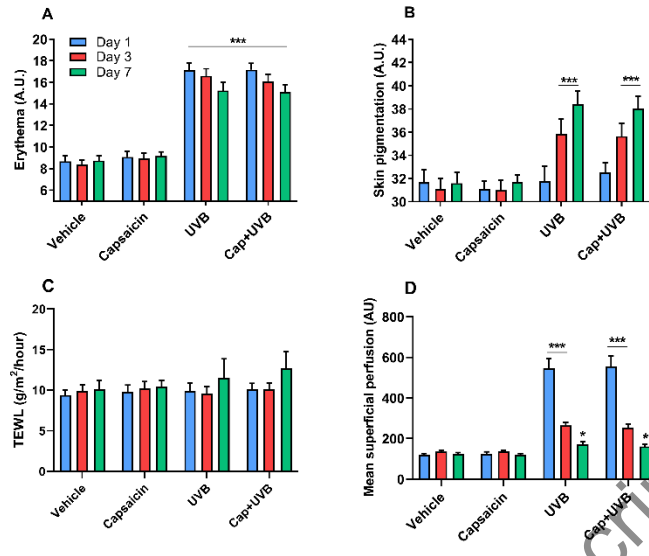 A
Erythema (A.U.)
18
16
14
12
10
8
6
Day 1
Day 3
Day 7
***
Vehicle
Capsaicin
UVB
Cap+UVB
B
Skin pigmentation (A.U.)
44
42
40
38
36
34
32
30
***
***
Vehicle
Capsaicin
UVB
Cap+UVB
C
TEWL (g/m²/hour)
20
15
10
5
0
Vehicle
Capsaicin
UVB
Cap+UVB
D
Mean superficial perfusion (AU)
800
600
400
200
0
***
*
***
*
Vehicle
Capsaicin
UVB
Cap+UVB